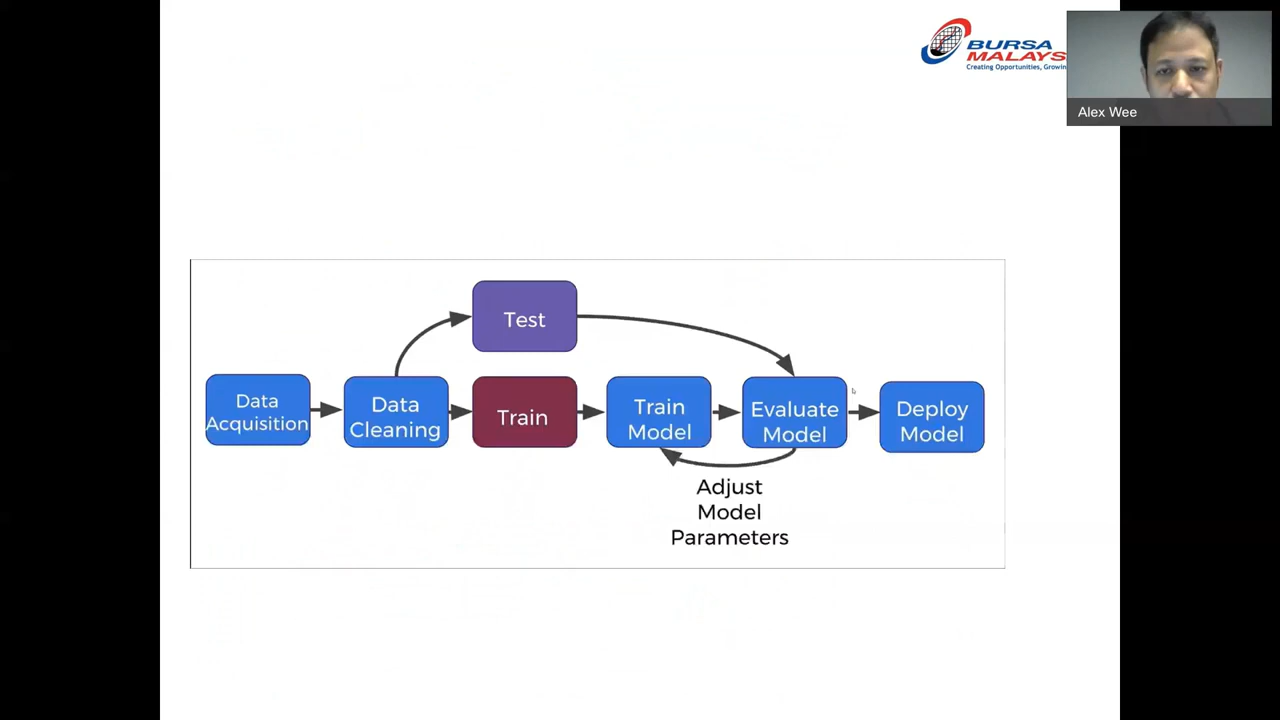 BURSA
MALAYS
Creating Opportunities, Growin
Alex Wee
Test
Data
Acquisition
Data
Cleaning
Train
Train
Model
Evaluate
Model
Deploy
Model
Adjust
Model
Parameters